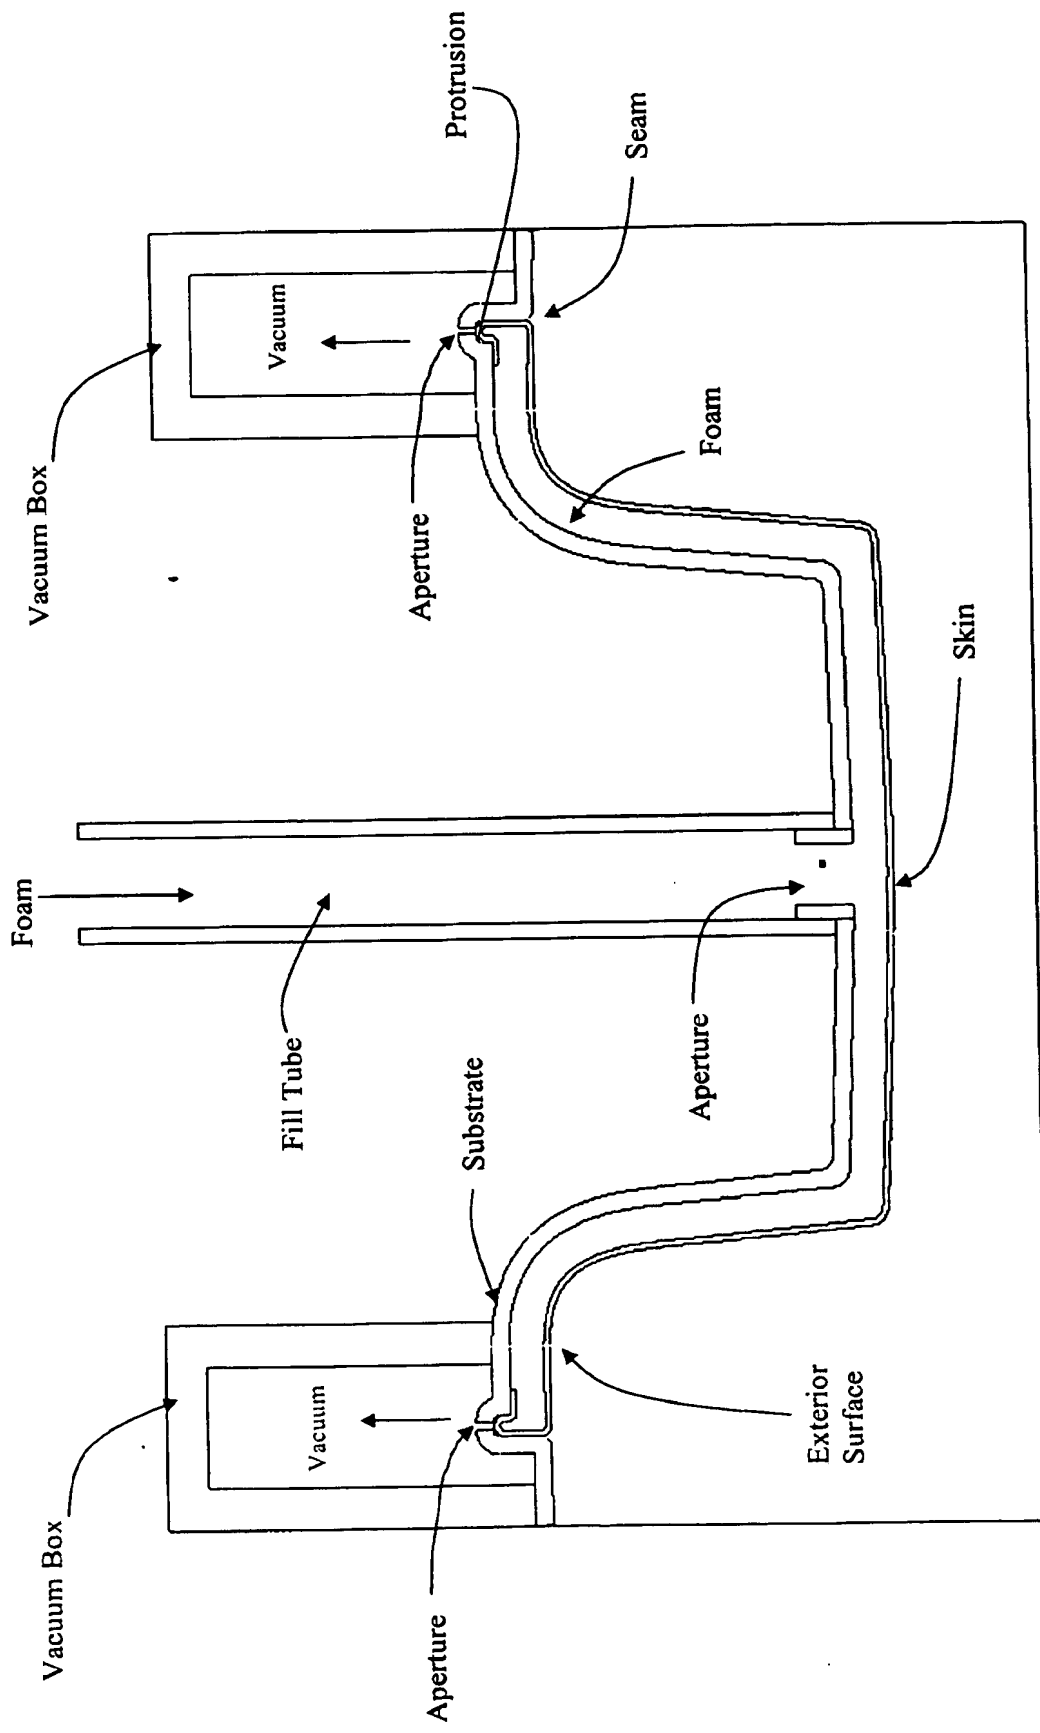 Vacuum Box
Vacuum
Aperture
Foam
Fill Tube
Substrate
Aperture
Exterior
Surface
Vacuum Box
Vacuum
Aperture
Protrusion
Seam
Foam
Skin